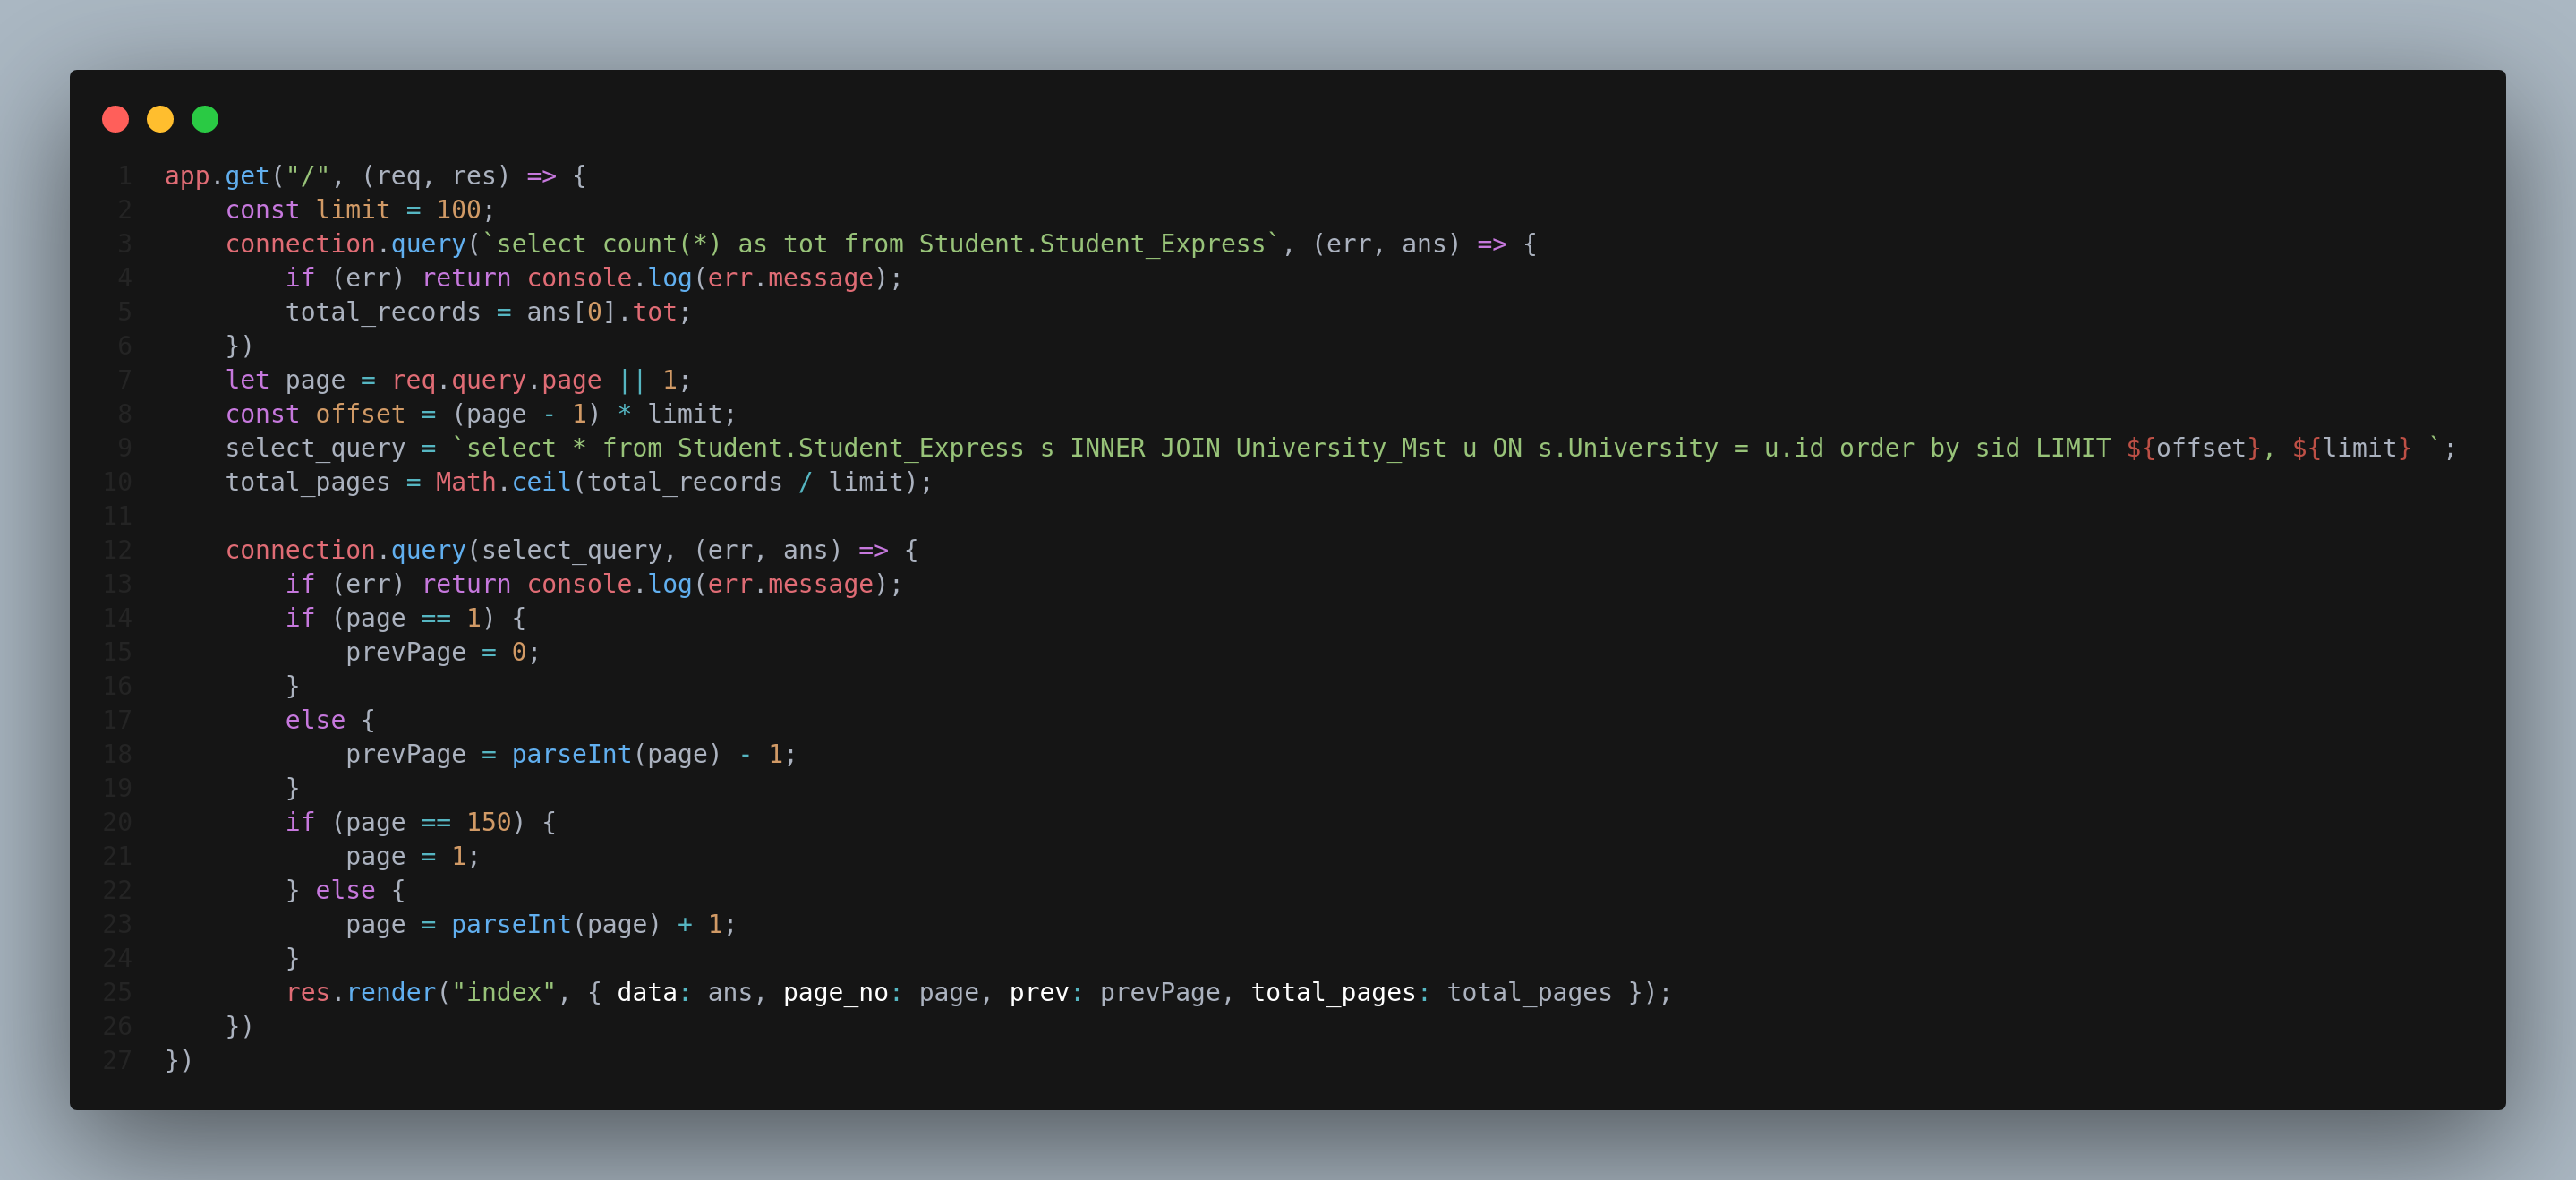 1 app.get("/", (req, res) => {
2     const limit = 100;
3     connection.query(`select count(*) as tot from Student.Student_Express`, (err, ans) => {
4         if (err) return console.log(err.message);
5         total_records = ans[0].tot;
6     })
7     let page = req.query.page || 1;
8     const offset = (page - 1) * limit;
9     select_query = `select * from Student.Student_Express s INNER JOIN University_Mst u ON s.University = u.id order by sid LIMIT ${offset}, ${limit} `;
10     total_pages = Math.ceil(total_records / limit);
11
12     connection.query(select_query, (err, ans) => {
13         if (err) return console.log(err.message);
14         if (page == 1) {
15             prevPage = 0;
16         }
17         else {
18             prevPage = parseInt(page) - 1;
19         }
20         if (page == 150) {
21             page = 1;
22         } else {
23             page = parseInt(page) + 1;
24         }
25         res.render("index", { data: ans, page_no: page, prev: prevPage, total_pages: total_pages });
26     })
27 })